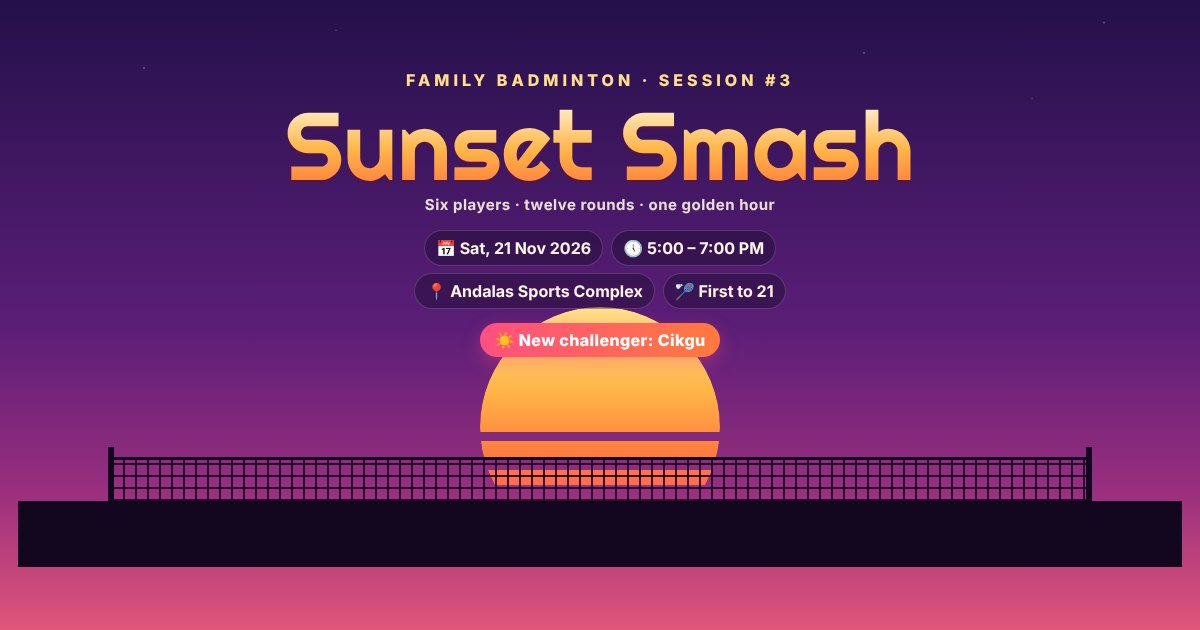 FAMILY BADMINTON · SESSION #3
Sunset Smash
Six players · twelve rounds · one golden hour
📅 Sat, 21 Nov 2026 🕔 5:00 – 7:00 PM
📍 Andalas Sports Complex 🏸 First to 21
☀️ New challenger: Cikgu